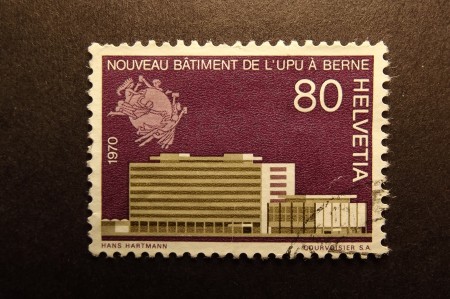 NOUVEAU BÂTIMENT DE L'UPU À BERNE
80
HELVETIA
1970
HANS HARTMANN
COURVOISIER S.A.